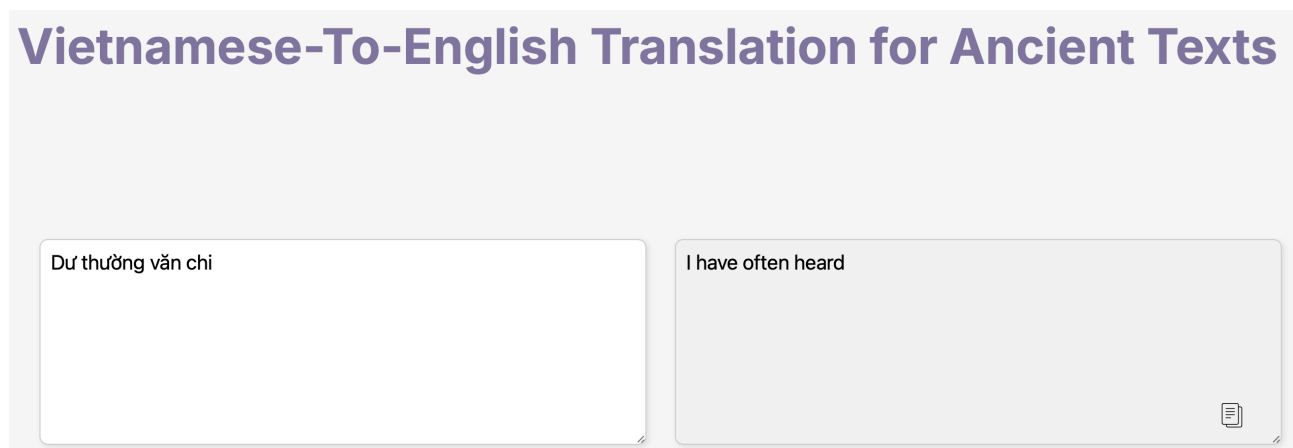 Vietnamese-To-English Translation for Ancient Texts
Dư thường văn chi
I have often heard